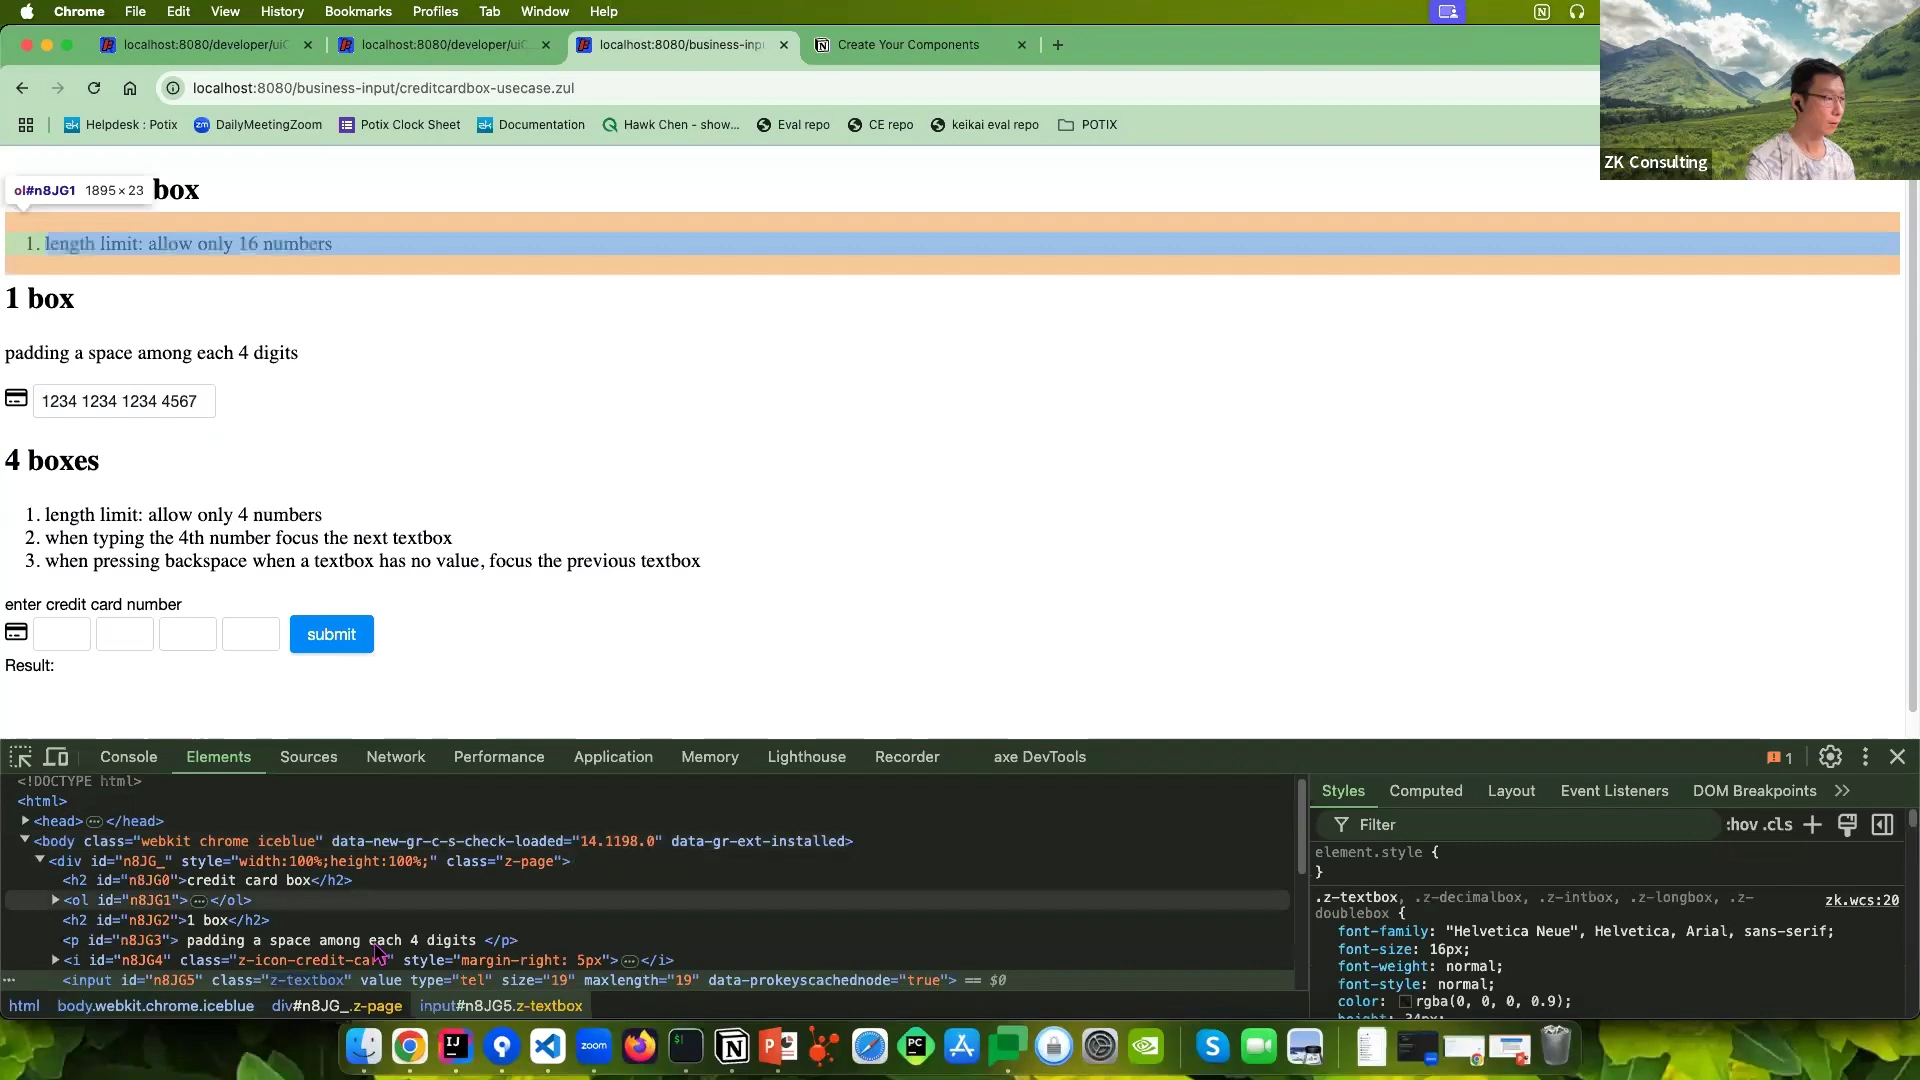 Chrome File Edit View History Bookmarks Profiles Tab Window Help
localhost:8080/developer/uiC localhost:8080/developer/uiC... localhost:8080/business-inpu Create Your Components
localhost:8080/business-input/creditcardbox-usecase.zul
Helpdesk : Potix DailyMeetingZoom Potix Clock Sheet Documentation Hawk Chen - show... Eval repo CE repo keikai eval repo POTIX
ZK Consulting
ol#n8JG1 1895 × 23 box
1. length limit: allow only 16 numbers
1 box
padding a space among each 4 digits
1234 1234 1234 4567
4 boxes
1. length limit: allow only 4 numbers
2. when typing the 4th number focus the next textbox
3. when pressing backspace when a textbox has no value, focus the previous textbox
enter credit card number
submit
Result:
Console Elements Sources Network Performance Application Memory Lighthouse Recorder axe DevTools 1
<!DOCTYPE html>
<html>
<head>…</head>
<body class="webkit chrome iceblue" data-new-gr-c-s-check-loaded="14.1198.0" data-gr-ext-installed>
<div id="n8JG_" style="width:100%;height:100%;" class="z-page">
<h2 id="n8JG0">credit card box</h2>
<ol id="n8JG1">…</ol>
<h2 id="n8JG2">1 box</h2>
<p id="n8JG3"> padding a space among each 4 digits </p>
<i id="n8JG4" class="z-icon-credit-card" style="margin-right: 5px">…</i>
<input id="n8JG5" class="z-textbox" value type="tel" size="19" maxlength="19" data-prokeyscachednode="true"> == $0
html body.webkit.chrome.iceblue div#n8JG_.z-page input#n8JG5.z-textbox
Styles Computed Layout Event Listeners DOM Breakpoints
Filter :hov .cls
element.style {
}
.z-textbox, .z-decimalbox, .z-intbox, .z-longbox, .z-doublebox { zk.wcs:20
font-family: "Helvetica Neue", Helvetica, Arial, sans-serif;
font-size: 16px;
font-weight: normal;
font-style: normal;
color: rgba(0, 0, 0, 0.9);
height: 34px;
IJ zoom $ N P PC S